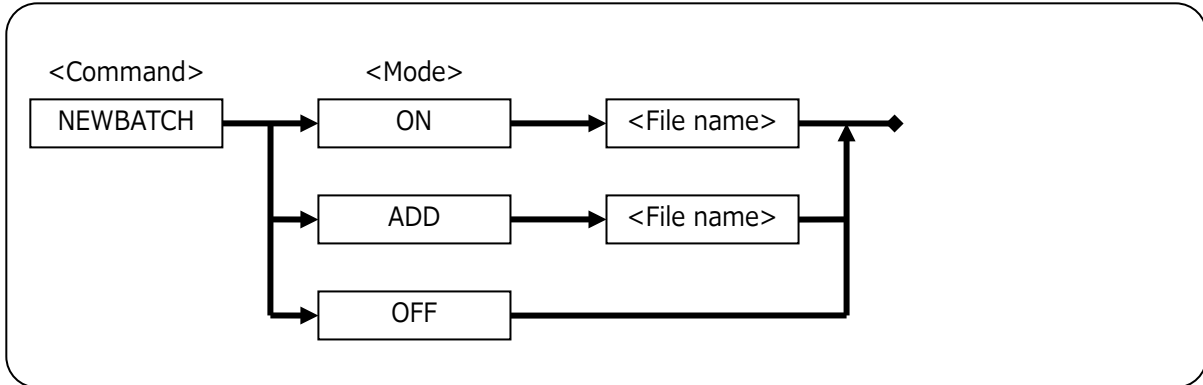 <Command> <Mode>
NEWBATCH ON <File name>
ADD <File name>
OFF